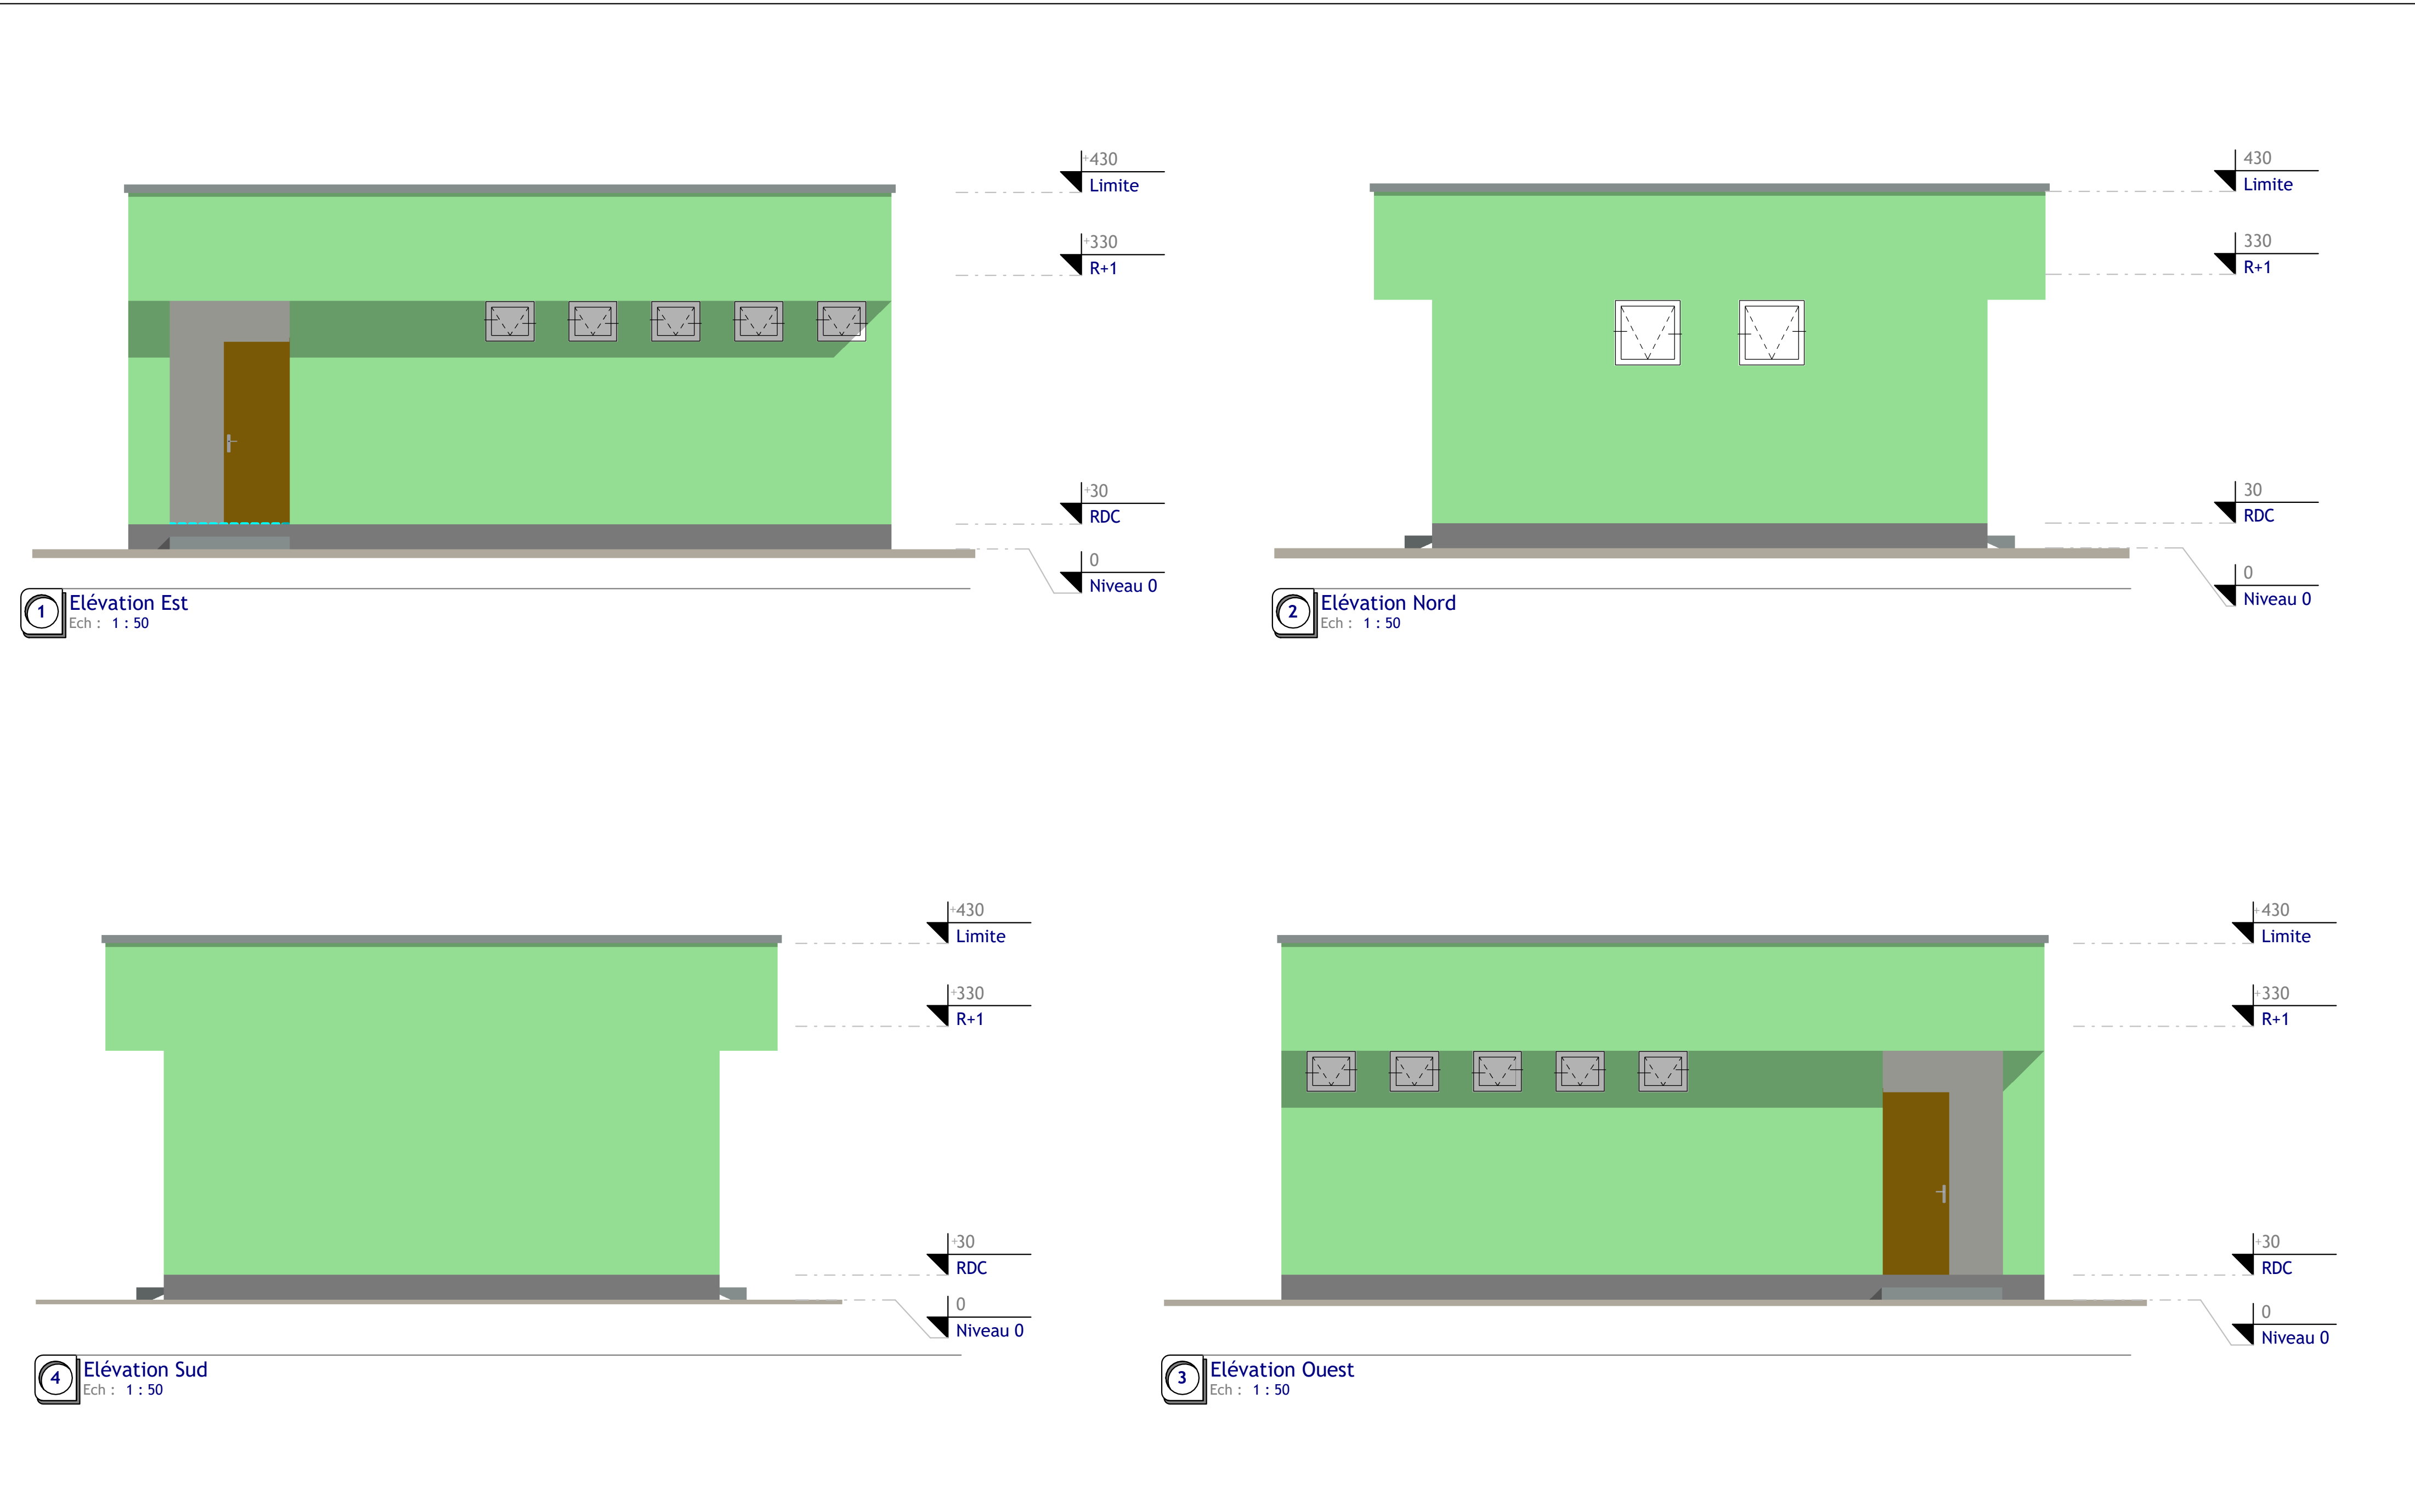 +430
Limite
+330
R+1
+30
RDC
0
Niveau 0
1
Elévation Est
Ech : 1 : 50
430
Limite
330
R+1
30
RDC
0
Niveau 0
2
Elévation Nord
Ech : 1 : 50
+430
Limite
+330
R+1
+30
RDC
0
Niveau 0
4
Elévation Sud
Ech : 1 : 50
+430
Limite
+330
R+1
+30
RDC
0
Niveau 0
3
Elévation Ouest
Ech : 1 : 50